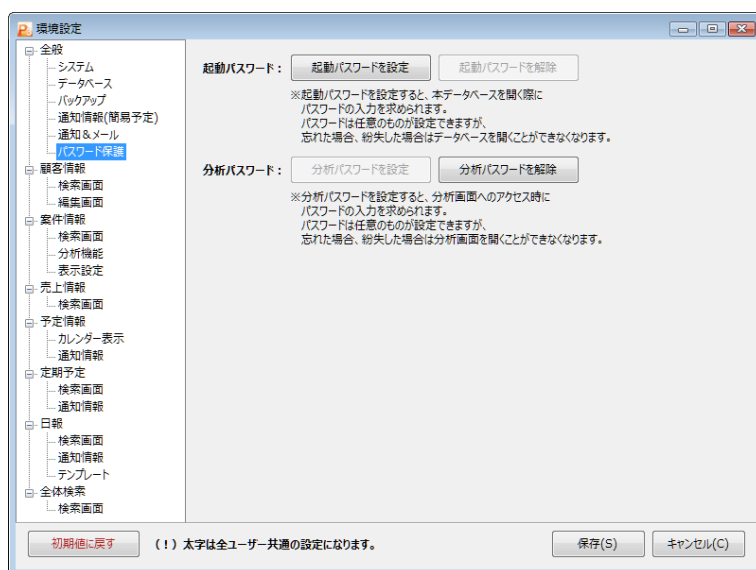 環境設定
全般
システム
データベース
バックアップ
通知情報(簡易予定)
通知＆メール
パスワード保護
顧客情報
検索画面
編集画面
案件情報
検索画面
分析機能
表示設定
売上情報
検索画面
予定情報
カレンダー表示
通知情報
定期予定
検索画面
通知情報
日報
検索画面
通知情報
テンプレート
全体検索
検索画面
起動パスワード： 起動パスワードを設定 起動パスワードを解除
※起動パスワードを設定すると、本データベースを開く際に
パスワードの入力を求められます。
パスワードは任意のものが設定できますが、
忘れた場合、紛失した場合はデータベースを開くことができなくなります。
分析パスワード： 分析パスワードを設定 分析パスワードを解除
※分析パスワードを設定すると、分析画面へのアクセス時に
パスワードの入力を求められます。
パスワードは任意のものが設定できますが、
忘れた場合、紛失した場合は分析画面を開くことができなくなります。
初期値に戻す (！) 太字は全ユーザー共通の設定になります。 保存(S) キャンセル(C)